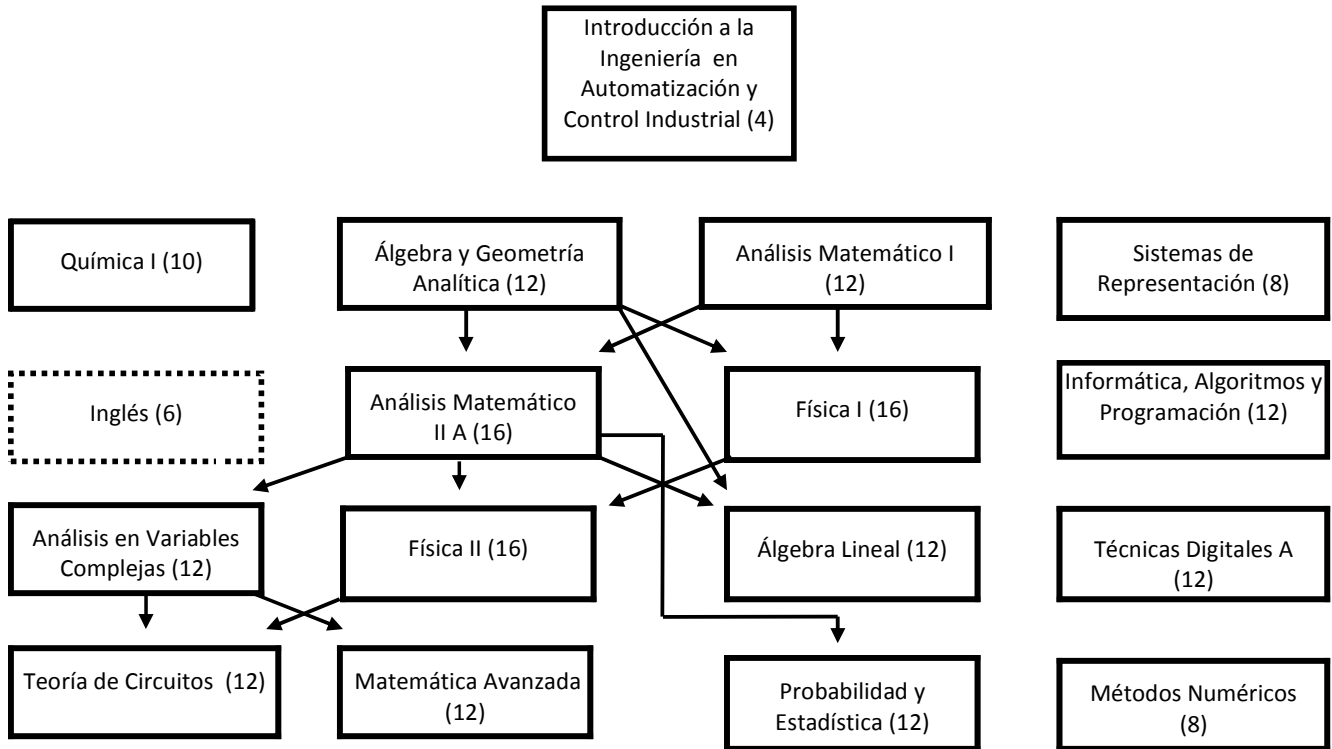 Introducción a la
Ingeniería en
Automatización y
Control Industrial (4)
Química I (10)
Álgebra y Geometría
Analítica (12)
Análisis Matemático I
(12)
Sistemas de
Representación (8)
Inglés (6)
Análisis Matemático
II A (16)
Física I (16)
Informática, Algoritmos y
Programación (12)
Análisis en Variables
Complejas (12)
Física II (16)
Álgebra Lineal (12)
Técnicas Digitales A
(12)
Teoría de Circuitos (12)
Matemática Avanzada
(12)
Probabilidad y
Estadística (12)
Métodos Numéricos
(8)